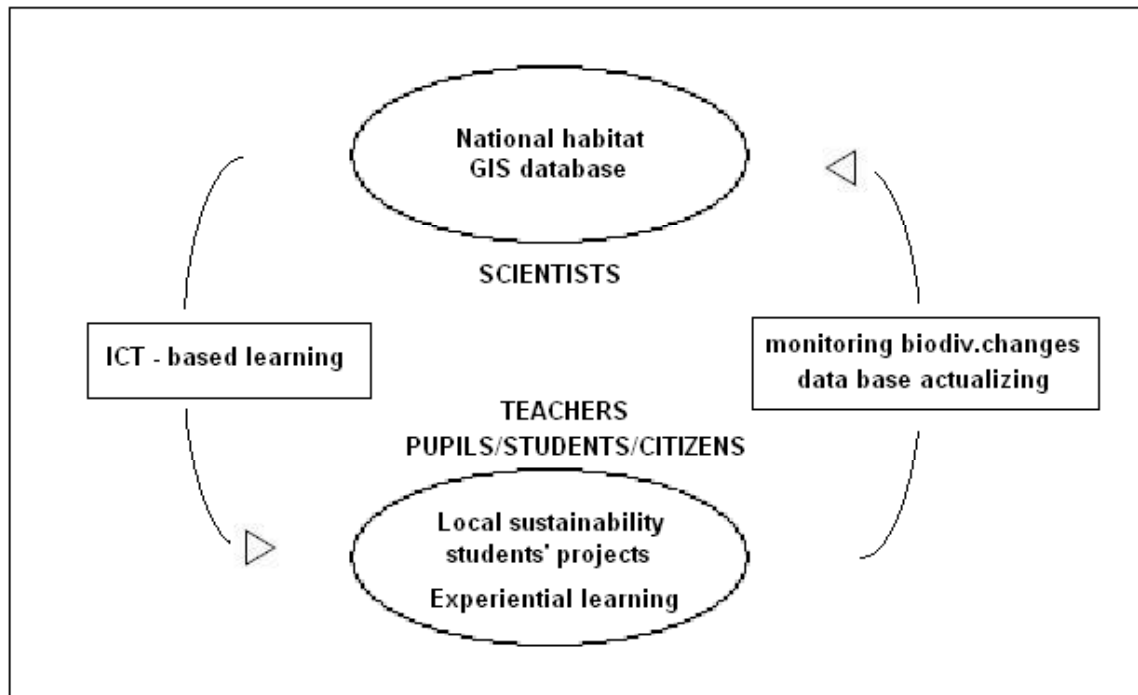 National habitat
GIS database
SCIENTISTS
ICT - based learning
monitoring biodiv.changes
data base actualizing
TEACHERS
PUPILS/STUDENTS/CITIZENS
Local sustainability
students' projects
Experiential learning